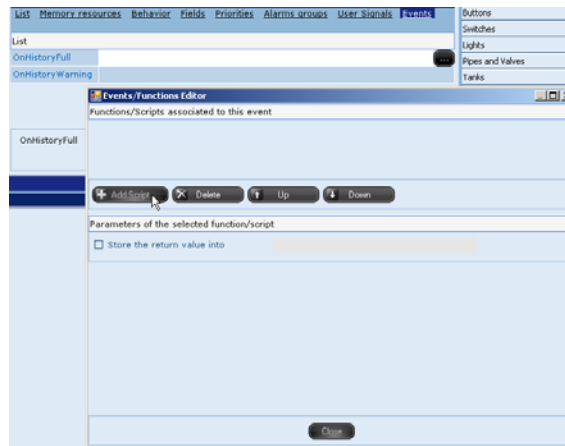 List Memory resources Behavior Fields Priorities Alarms groups User Signals Events
Buttons
Switches
Lights
Pipes and Valves
Tanks
List
OnHistoryFull
...
OnHistoryWarning
Events/Functions Editor
Functions/Scripts associated to this event
OnHistoryFull
Add Script Delete Up Down
Parameters of the selected function/script
Store the return value into
Close